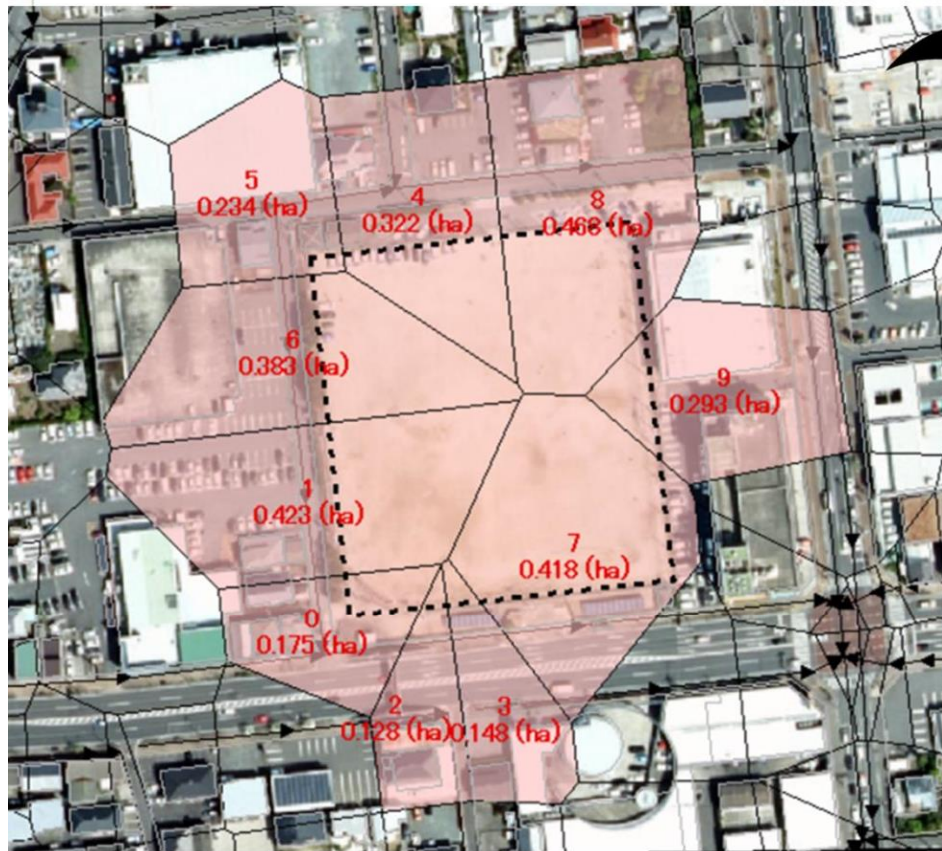 5
0.234 (ha)
4
0.322 (ha)
8
0.468 (ha)
6
0.383 (ha)
9
0.293 (ha)
1
0.423 (ha)
7
0.418 (ha)
0
0.175 (ha)
2
0.128 (ha)
3
0.148 (ha)